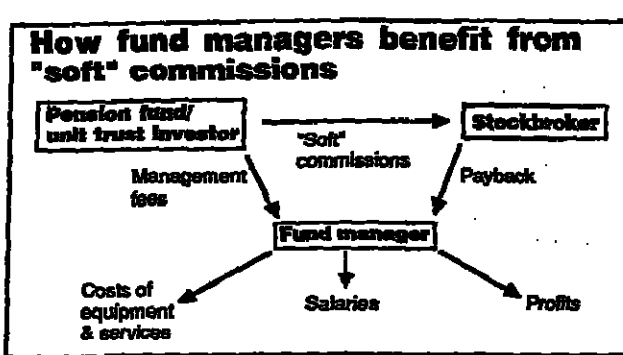 How fund managers benefit from
"soft" commissions
Pension fund/
unit trust investor
Stockbroker
"Soft"
commissions
Management
fees
Payback
Fund manager
Costs of
equipment
& services
Salaries
Profits